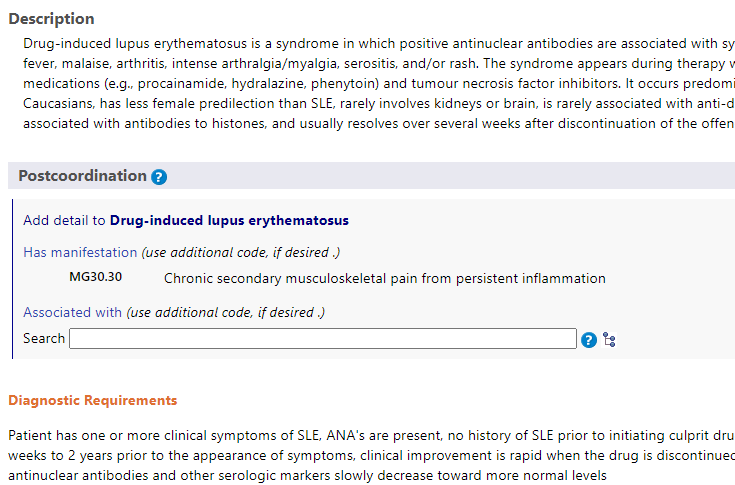 Description
Drug-induced lupus erythematosus is a syndrome in which positive antinuclear antibodies are associated with sy
fever, malaise, arthritis, intense arthralgia/myalgia, serositis, and/or rash. The syndrome appears during therapy
medications (e.g., procainamide, hydralazine, phenytoin) and tumour necrosis factor inhibitors. It occurs predomi
Caucasians, has less female predilection than SLE, rarely involves kidneys or brain, is rarely associated with anti-d
associated with antibodies to histones, and usually resolves over several weeks after discontinuation of the offen
Postcoordination ?
Add detail to Drug-induced lupus erythematosus
Has manifestation (use additional code, if desired .)
MG30.30 Chronic secondary musculoskeletal pain from persistent inflammation
Associated with (use additional code, if desired .)
Search ?
Diagnostic Requirements
Patient has one or more clinical symptoms of SLE, ANA's are present, no history of SLE prior to initiating culprit dru
weeks to 2 years prior to the appearance of symptoms, clinical improvement is rapid when the drug is discontinued
antinuclear antibodies and other serologic markers slowly decrease toward more normal levels